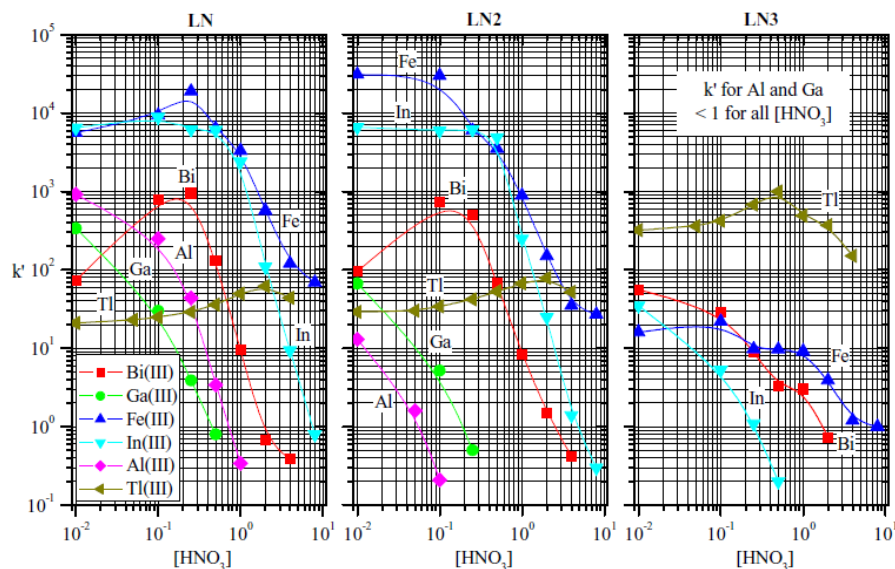 LN
LN2
LN3
10^5
10^4
10^3
10^2
10^1
10^0
10^-1
k'
Bi
Fe
Al
Ga
Tl
In
Bi(III)
Ga(III)
Fe(III)
In(III)
Al(III)
Tl(III)
10^-2 10^-1 10^0 10^1
[HNO₃]
Fe
In
Bi
Tl
Ga
Al
10^-2 10^-1 10^0 10^1
[HNO₃]
k' for Al and Ga
< 1 for all [HNO₃]
Tl
Fe
In
Bi
10^-2 10^-1 10^0 10^1
[HNO₃]